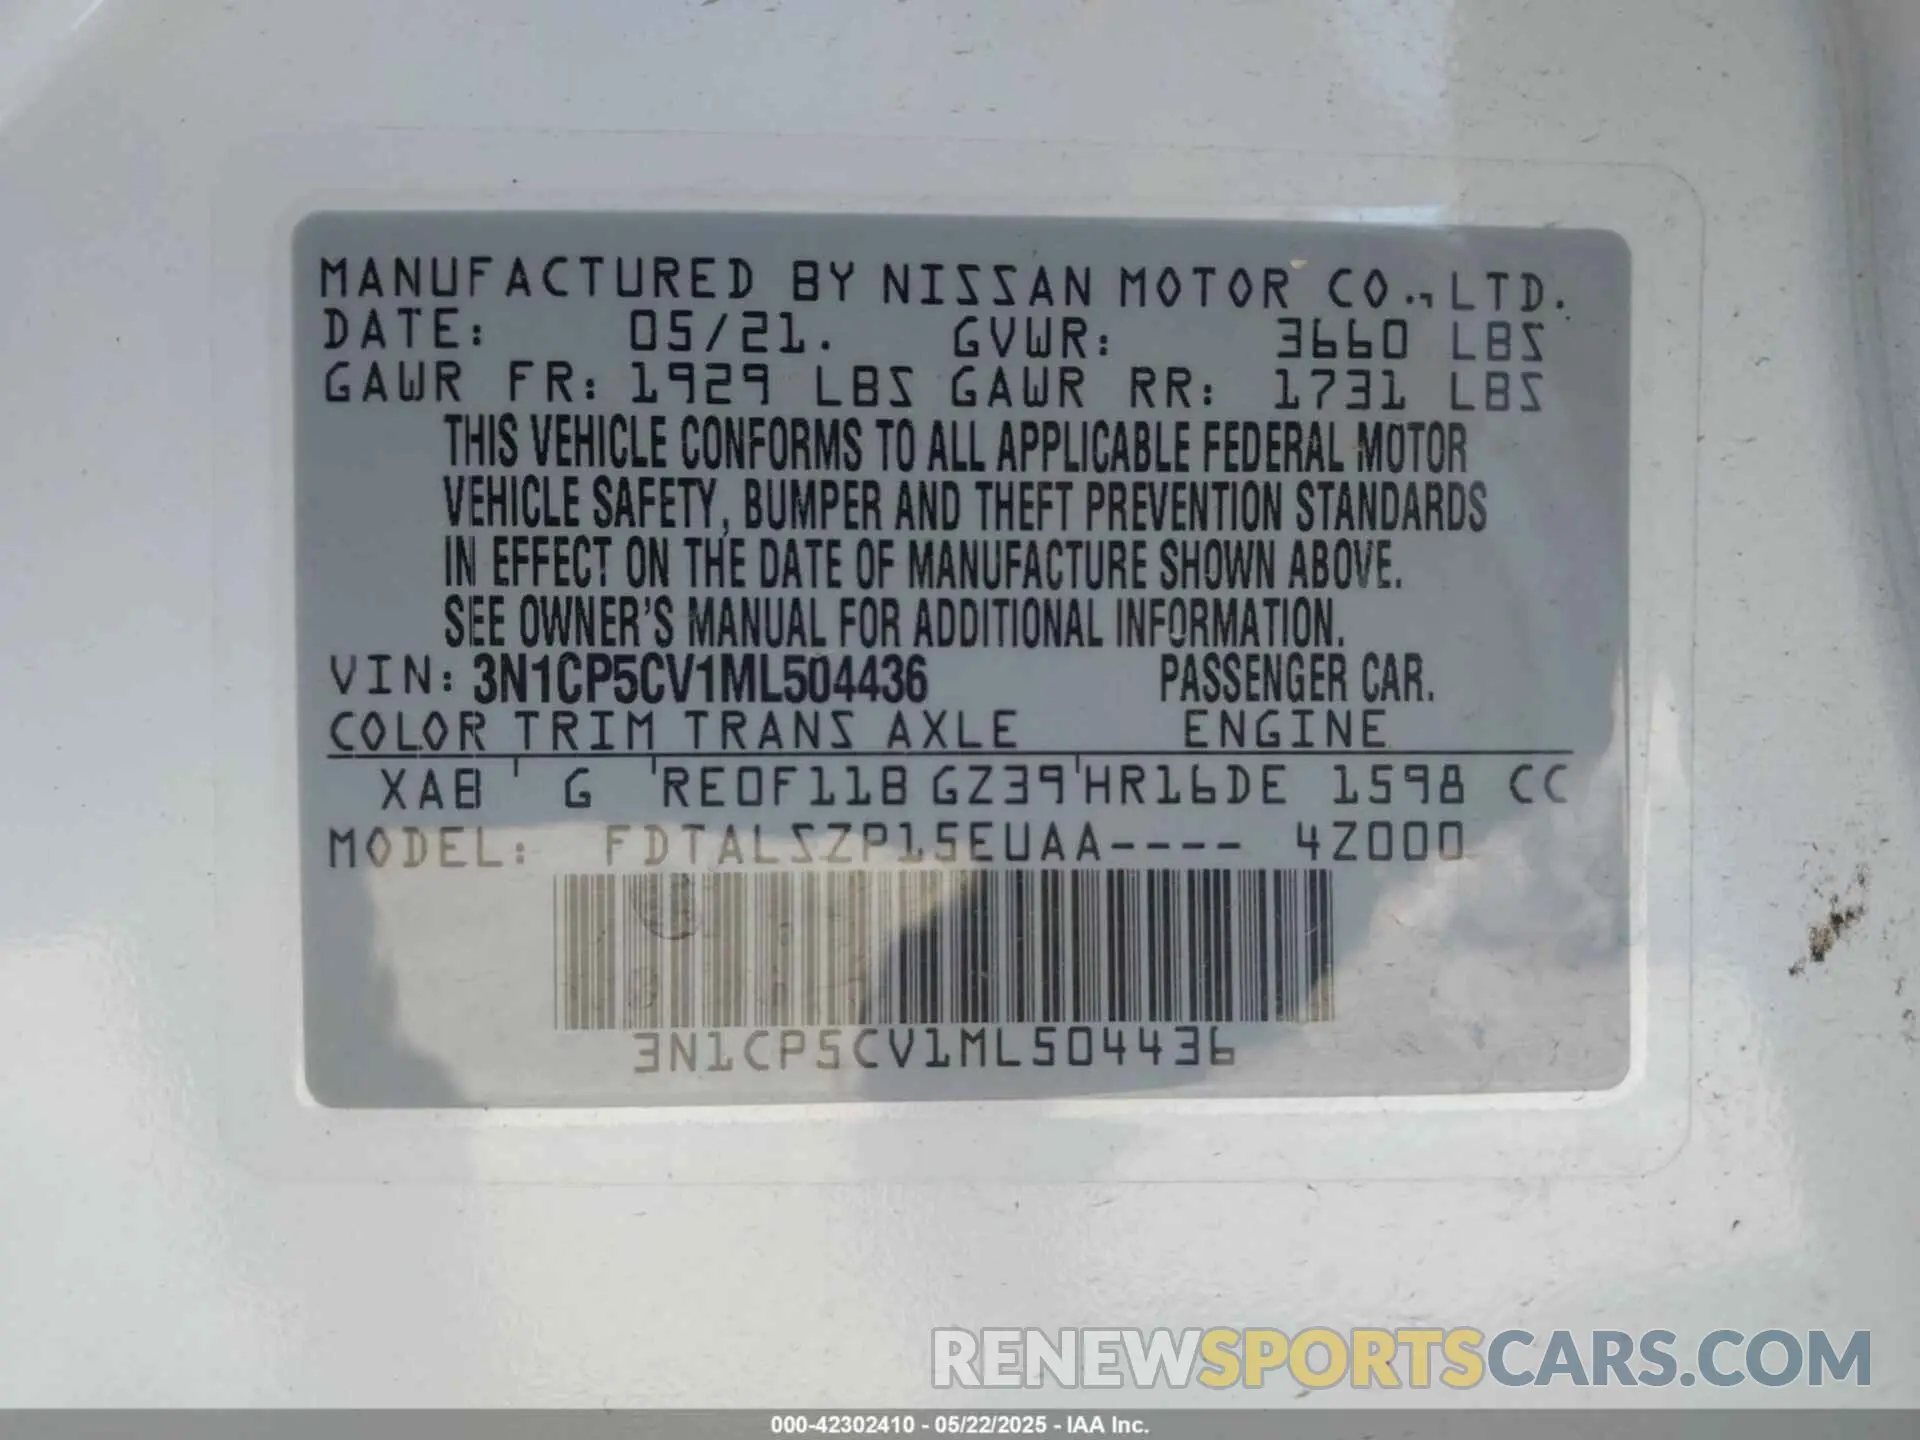 MANUFACTURED BY NISSAN MOTOR CO., LTD.
DATE: 05/21. GVWR: 3660 LBS
GAWR FR: 1929 LBS GAWR RR: 1731 LBS
THIS VEHICLE CONFORMS TO ALL APPLICABLE FEDERAL MOTOR
VEHICLE SAFETY, BUMPER AND THEFT PREVENTION STANDARDS
IN EFFECT ON THE DATE OF MANUFACTURE SHOWN ABOVE.
SEE OWNER'S MANUAL FOR ADDITIONAL INFORMATION.
VIN: 3N1CP5CV1ML504436 PASSENGER CAR.
COLOR TRIM TRANS AXLE ENGINE
XAB G RE0F11B GZ39 HR16DE 1598 CC
MODEL: FDTALSZP15EUAA---- 4Z000
3N1CP5CV1ML504436
RENEWSPORTSCARS.COM
000-42302410 - 05/22/2025 - IAA Inc.